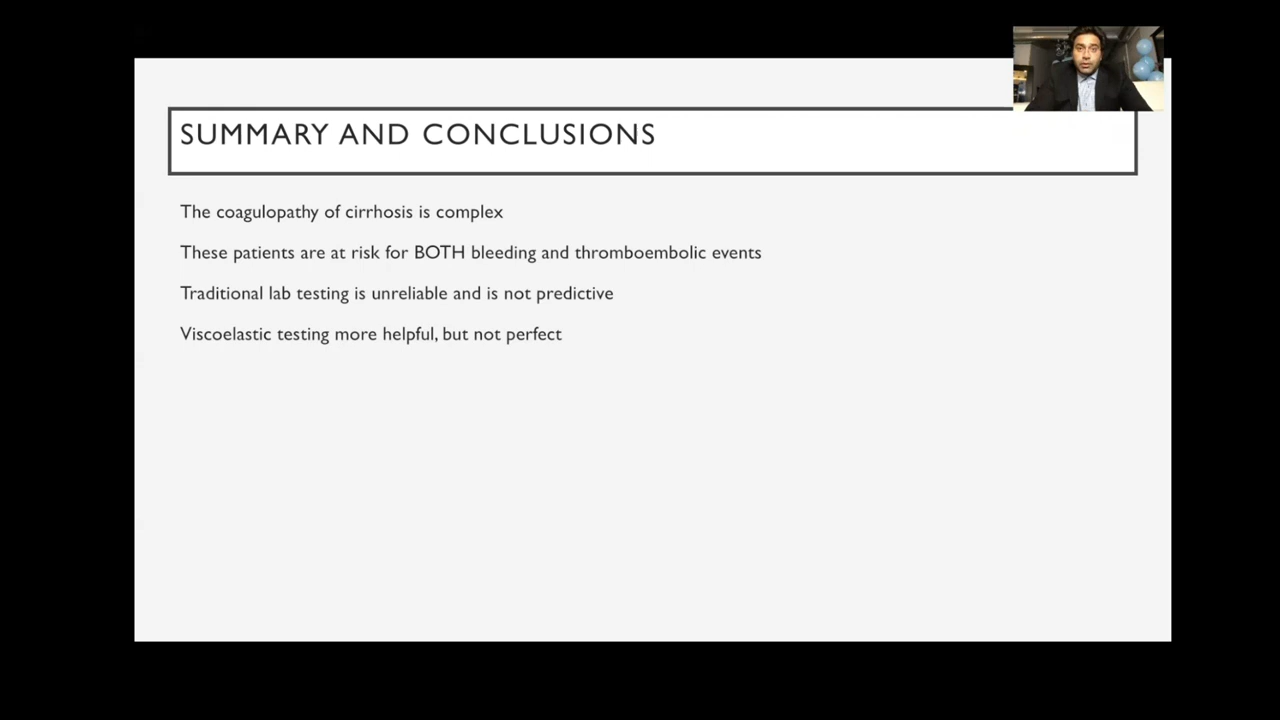 SUMMARY AND CONCLUSIONS
The coagulopathy of cirrhosis is complex
These patients are at risk for BOTH bleeding and thromboembolic events
Traditional lab testing is unreliable and is not predictive
Viscoelastic testing more helpful, but not perfect